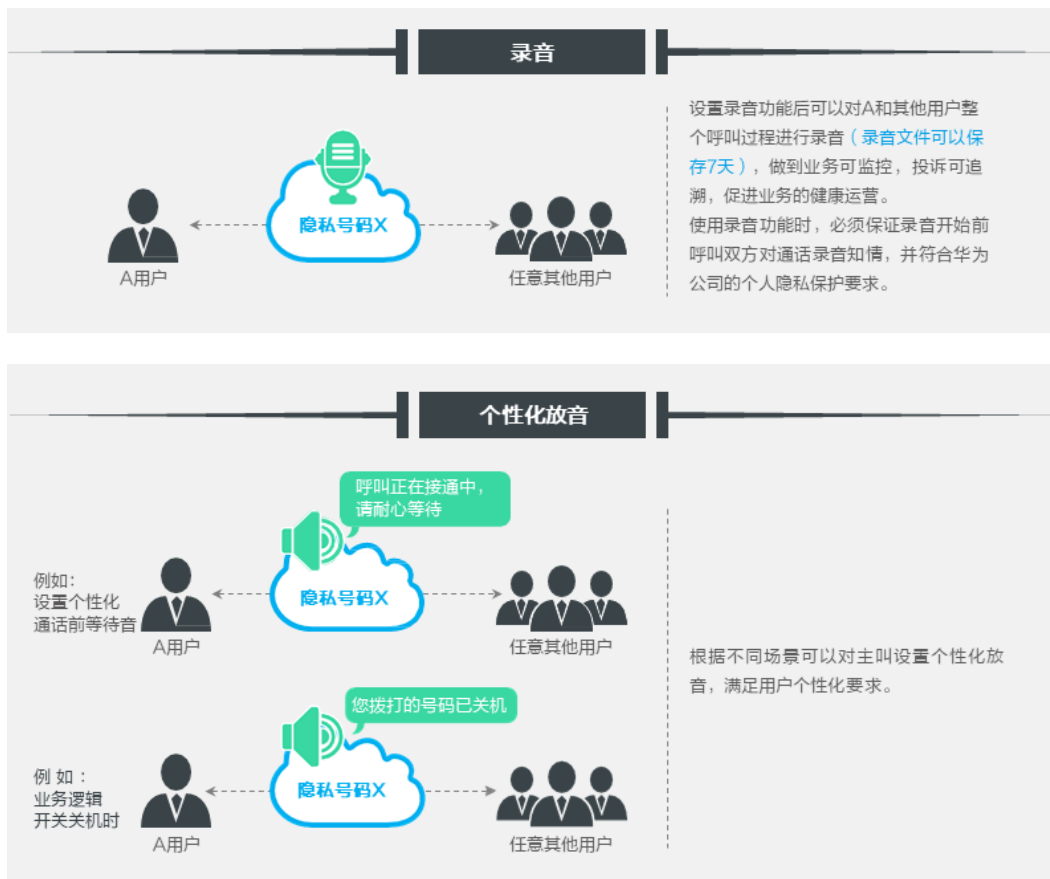 录音
设置录音功能后可以对A和其他用户整
个呼叫过程进行录音（录音文件可以保
存7天），做到业务可监控，投诉可追
溯，促进业务的健康运营。
使用录音功能时，必须保证录音开始前
呼叫双方对通话录音知情，并符合华为
公司的个人隐私保护要求。
隐私号码X
A用户
任意其他用户
个性化放音
呼叫正在接通中，
请耐心等待
例如：
设置个性化
通话前等待音
隐私号码X
A用户
任意其他用户
根据不同场景可以对主叫设置个性化放
音，满足用户个性化要求。
您拨打的号码已关机
例 如 ：
业务逻辑
开关关机时
隐私号码X
A用户
任意其他用户